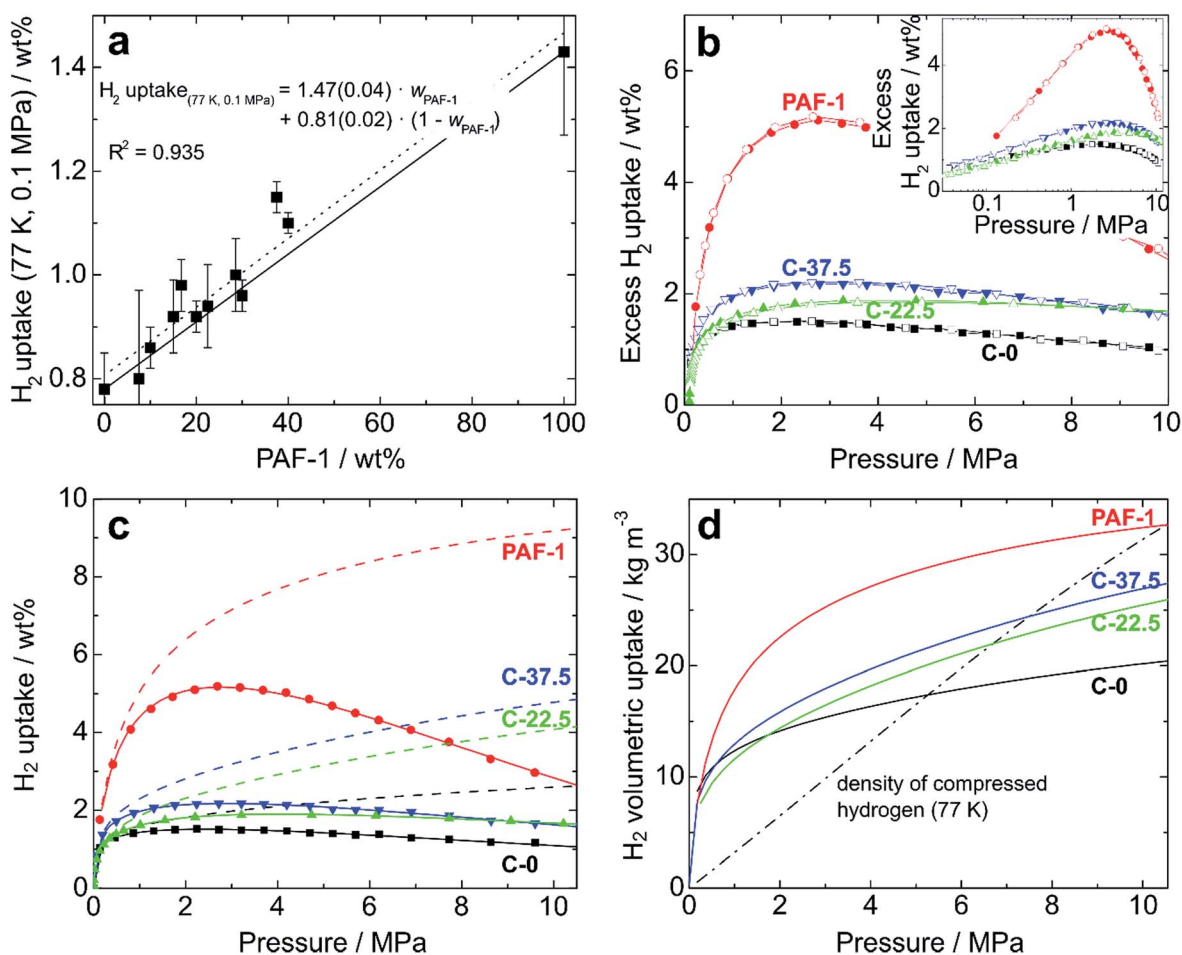 a
H₂ uptake(77 K, 0.1 MPa) = 1.47(0.04) · wPAF-1
+ 0.81(0.02) · (1 - wPAF-1)
R² = 0.935
H₂ uptake (77 K, 0.1 MPa) / wt%
1.4
1.2
1.0
0.8
0 20 40 60 80 100
PAF-1 / wt%
b
PAF-1
C-37.5
C-22.5
C-0
Excess H₂ uptake / wt%
6
4
2
0
0 2 4 6 8 10
Pressure / MPa
Excess
H₂ uptake / wt%
4
2
0
0.1 1 10
Pressure / MPa
c
PAF-1
C-37.5
C-22.5
C-0
H₂ uptake / wt%
10
8
6
4
2
0
0 2 4 6 8 10
Pressure / MPa
d
PAF-1
C-37.5
C-22.5
C-0
density of compressed
hydrogen (77 K)
H₂ volumetric uptake / kg m⁻³
30
20
10
0
0 2 4 6 8 10
Pressure / MPa